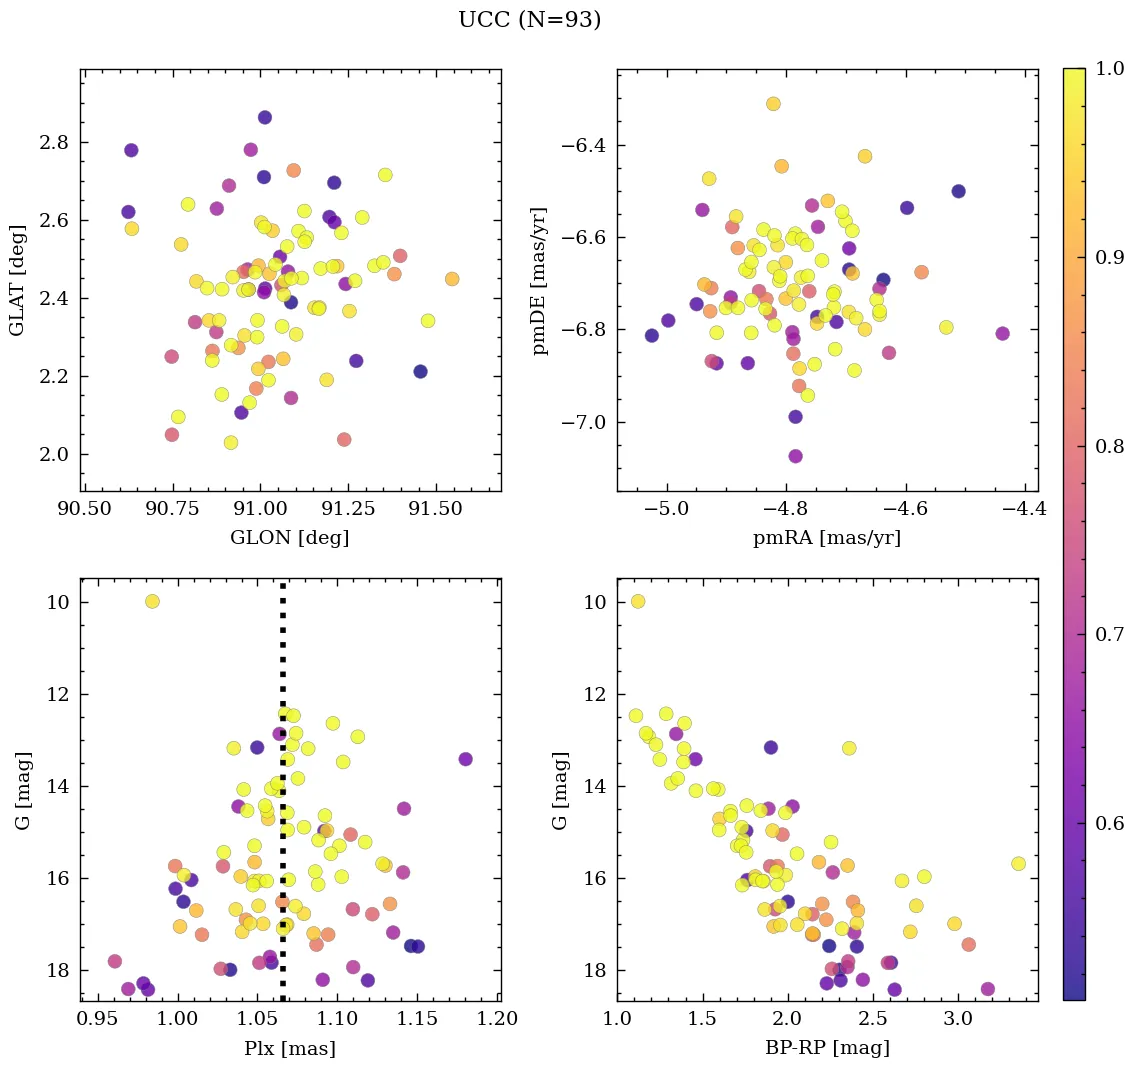 UCC (N=93)
2.8
2.6
2.4
2.2
2.0
GLAT [deg]
90.50 90.75 91.00 91.25 91.50
GLON [deg]
−6.4
−6.6
−6.8
−7.0
pmDE [mas/yr]
−5.0 −4.8 −4.6 −4.4
pmRA [mas/yr]
10
12
14
16
18
G [mag]
0.95 1.00 1.05 1.10 1.15 1.20
Plx [mas]
10
12
14
16
18
G [mag]
1.0 1.5 2.0 2.5 3.0
BP-RP [mag]
1.0
0.9
0.8
0.7
0.6